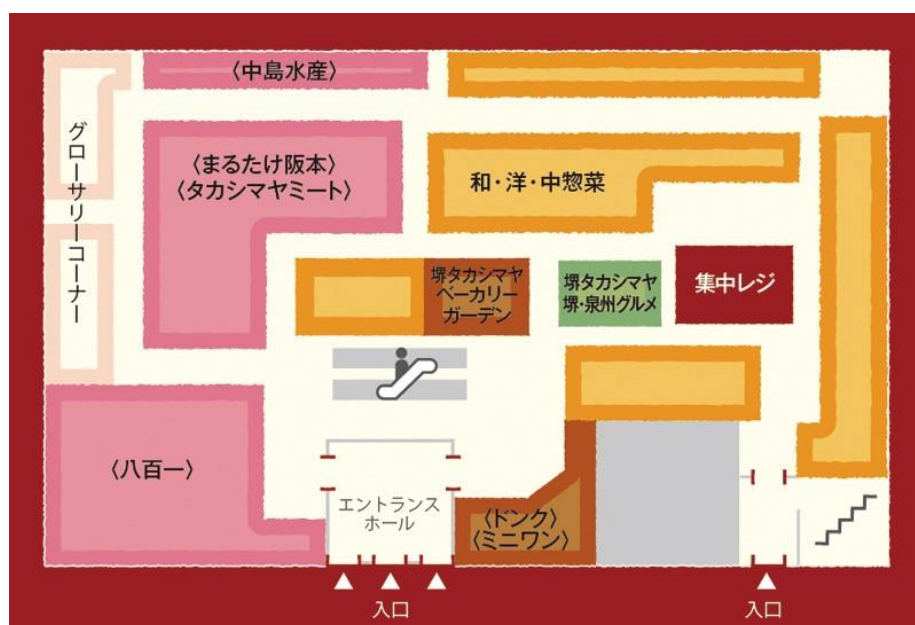 〈中島水産〉
グローサリーコーナー
〈まるたけ阪本〉
〈タカシマヤミート〉
和・洋・中惣菜
堺タカシマヤ
ベーカリー
ガーデン
堺タカシマヤ
堺・泉州グルメ
集中レジ
〈八百一〉
エントランス
ホール
〈ドンク〉
〈ミニワン〉
入口
入口